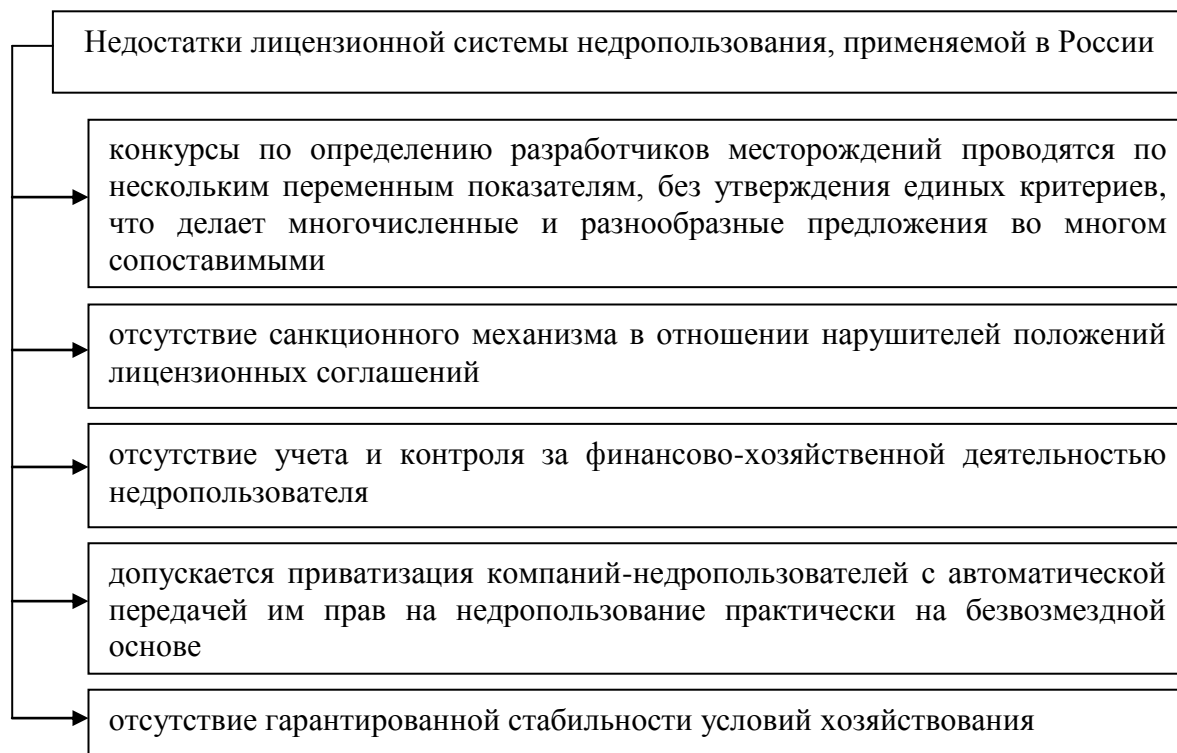 Недостатки лицензионной системы недропользования, применяемой в России
конкурсы по определению разработчиков месторождений проводятся по
нескольким переменным показателям, без утверждения единых критериев,
что делает многочисленные и разнообразные предложения во многом
сопоставимыми
отсутствие санкционного механизма в отношении нарушителей положений
лицензионных соглашений
отсутствие учета и контроля за финансово-хозяйственной деятельностью
недропользователя
допускается приватизация компаний-недропользователей с автоматической
передачей им прав на недропользование практически на безвозмездной
основе
отсутствие гарантированной стабильности условий хозяйствования